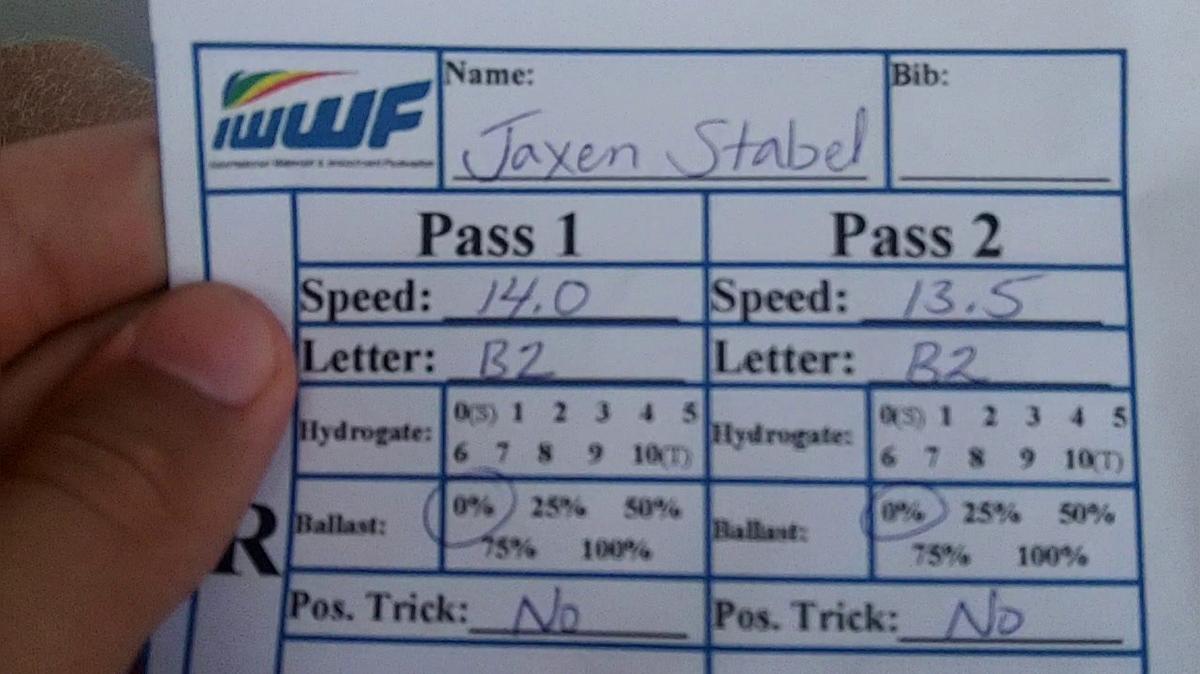 IWWF
Name: Jaxen Stabel
Bib:
Pass 1 Pass 2
Speed: 14.0 Speed: 13.5
Letter: B2 Letter: B2
Hydrogate: 0(S) 1 2 3 4 5 Hydrogate: 0(S) 1 2 3 4 5
6 7 8 9 10(T) 6 7 8 9 10(T)
Ballast: 0% 25% 50% Ballast: 0% 25% 50%
75% 100% 75% 100%
R
Pos. Trick: No Pos. Trick: No